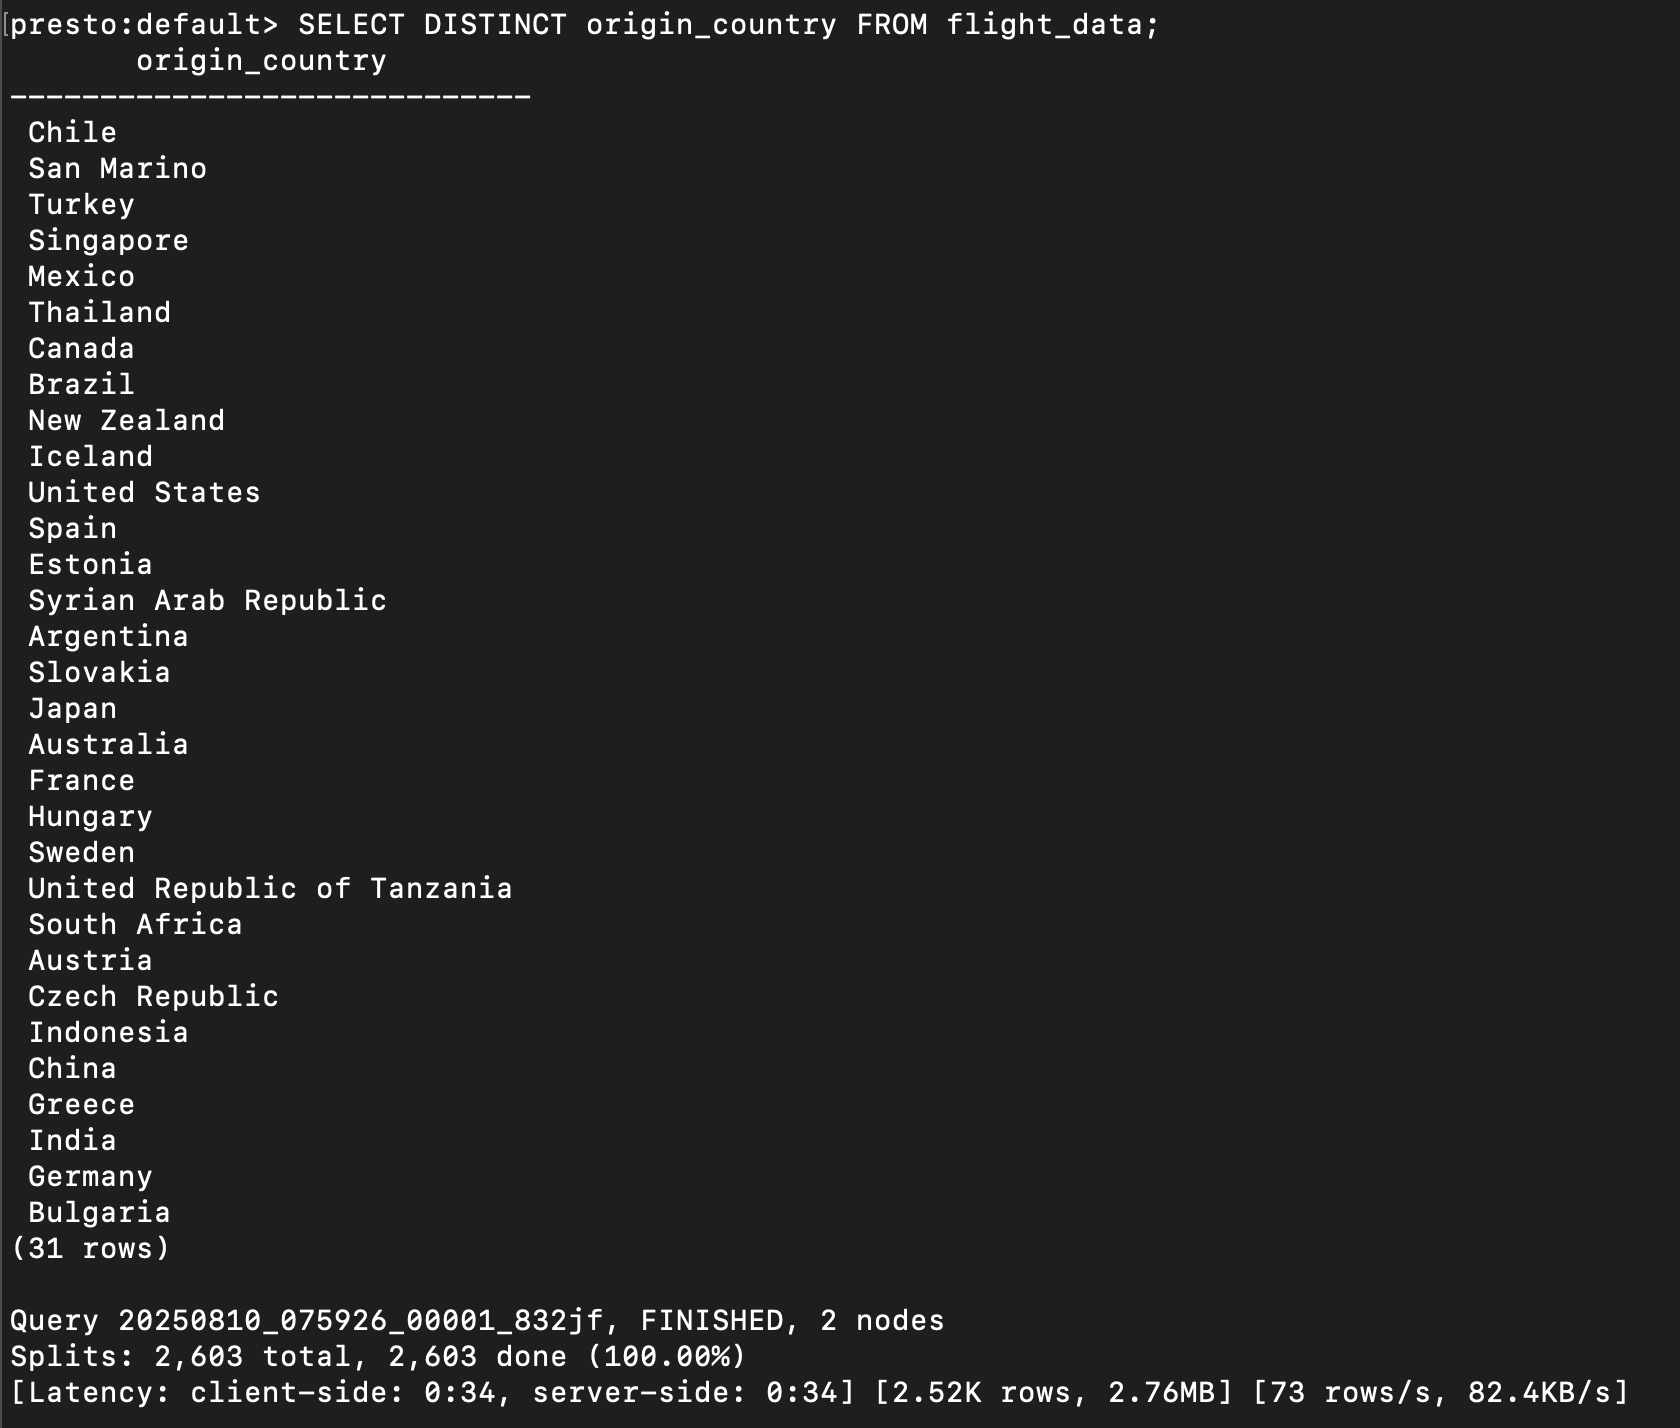 [presto:default> SELECT DISTINCT origin_country FROM flight_data;
       origin_country
-----------------------------
 Chile
 San Marino
 Turkey
 Singapore
 Mexico
 Thailand
 Canada
 Brazil
 New Zealand
 Iceland
 United States
 Spain
 Estonia
 Syrian Arab Republic
 Argentina
 Slovakia
 Japan
 Australia
 France
 Hungary
 Sweden
 United Republic of Tanzania
 South Africa
 Austria
 Czech Republic
 Indonesia
 China
 Greece
 India
 Germany
 Bulgaria
(31 rows)

Query 20250810_075926_00001_832jf, FINISHED, 2 nodes
Splits: 2,603 total, 2,603 done (100.00%)
[Latency: client-side: 0:34, server-side: 0:34] [2.52K rows, 2.76MB] [73 rows/s, 82.4KB/s]